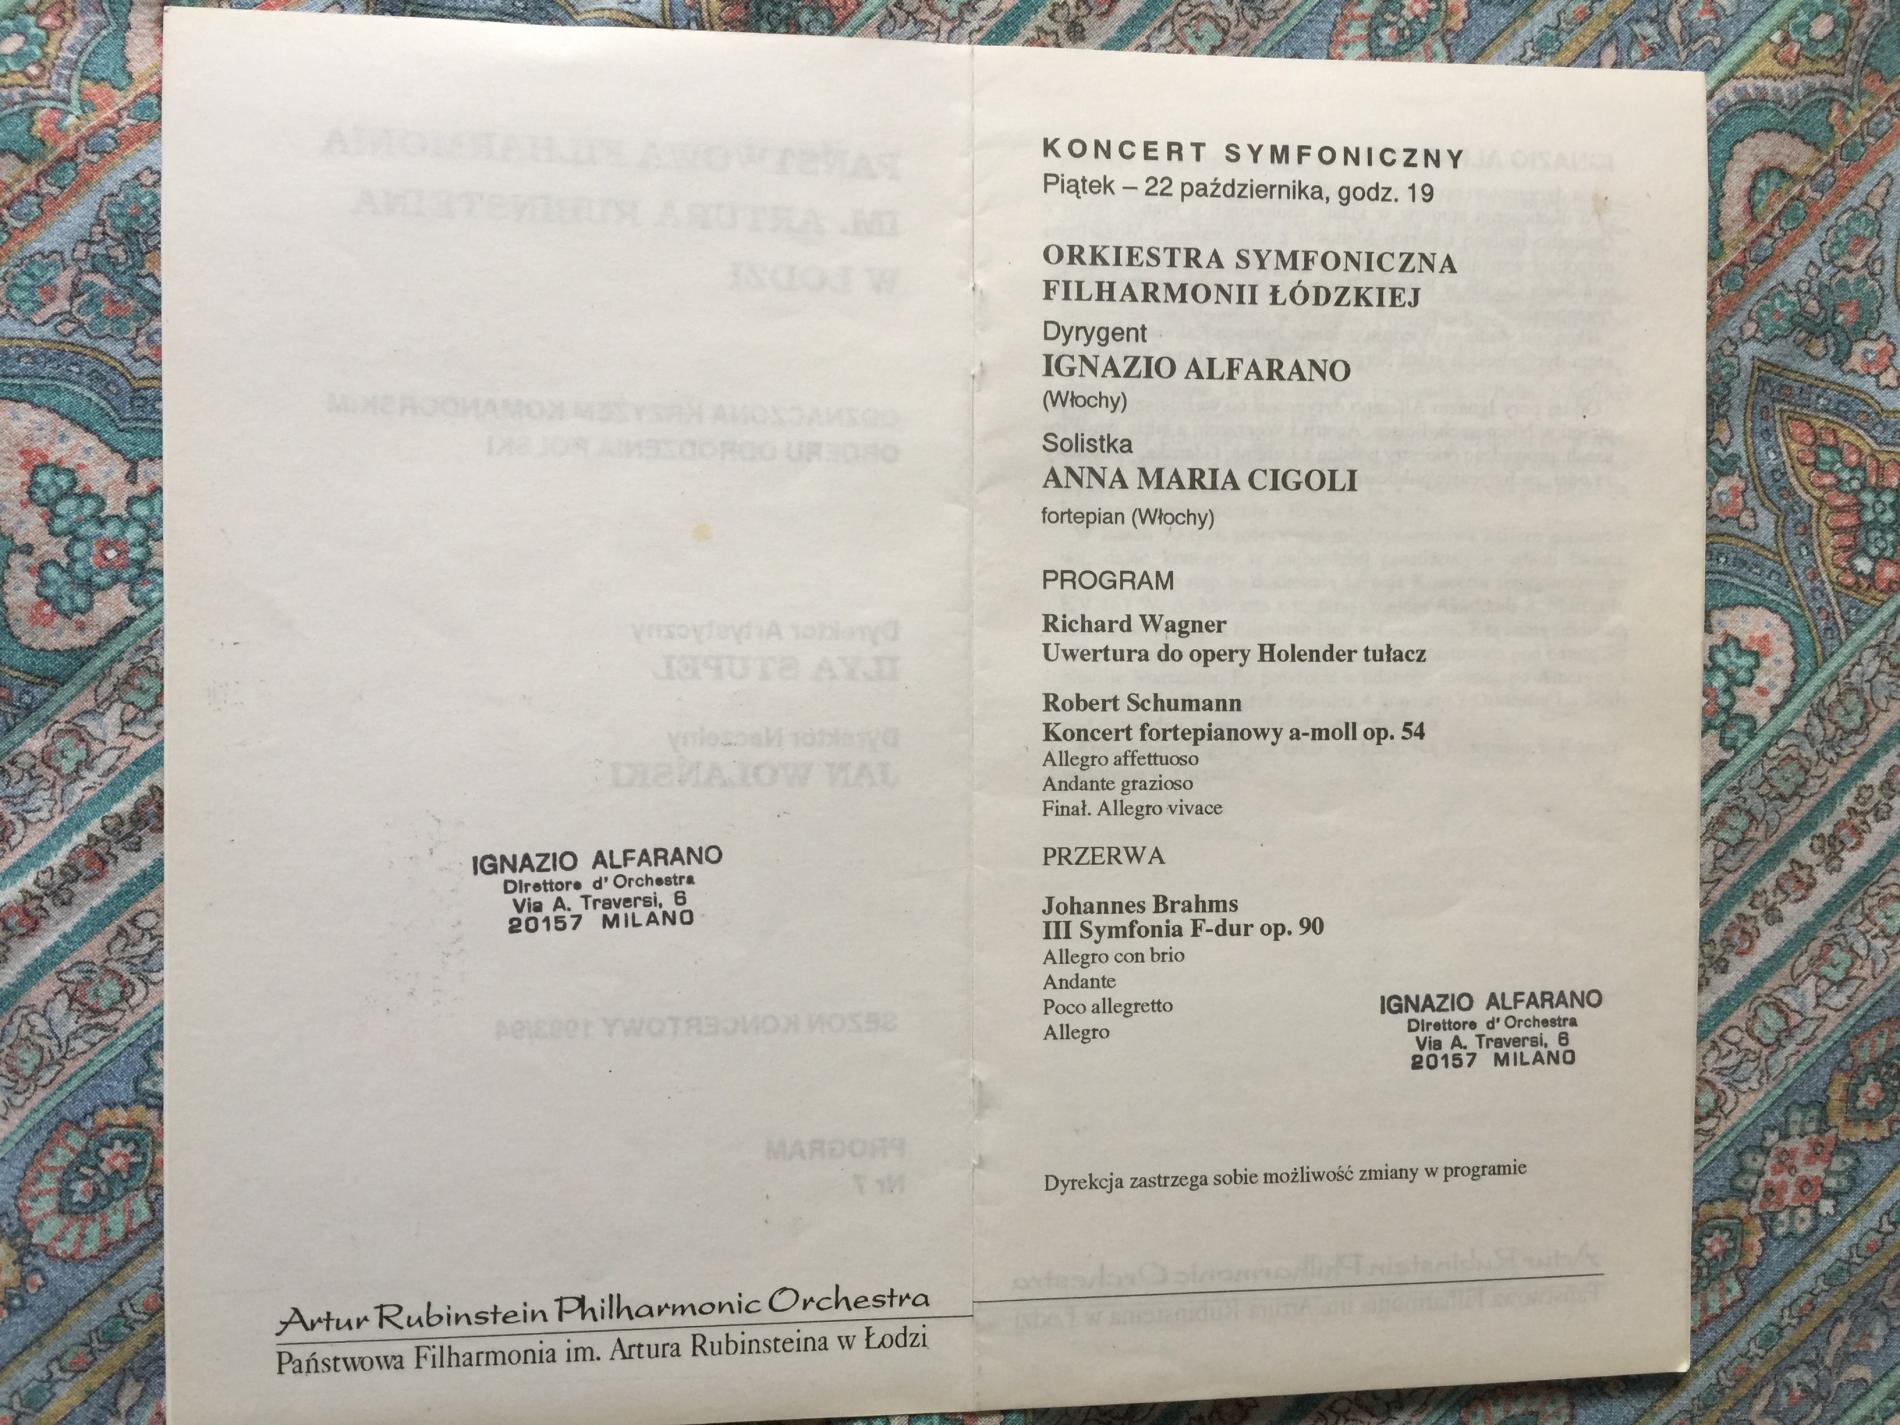 IGNAZIO ALFARANO
Direttore d' Orchestra
Via A. Traversi, 6
20157 MILANO
Artur Rubinstein Philharmonic Orchestra
Państwowa Filharmonia im. Artura Rubinsteina w Łodzi
KONCERT SYMFONICZNY
Piątek – 22 października, godz. 19
ORKIESTRA SYMFONICZNA
FILHARMONII ŁÓDZKIEJ
Dyrygent
IGNAZIO ALFARANO
(Włochy)
Solistka
ANNA MARIA CIGOLI
fortepian (Włochy)
PROGRAM
Richard Wagner
Uwertura do opery Holender tułacz
Robert Schumann
Koncert fortepianowy a-moll op. 54
Allegro affettuoso
Andante grazioso
Finał. Allegro vivace
PRZERWA
Johannes Brahms
III Symfonia F-dur op. 90
Allegro con brio
Andante
Poco allegretto
Allegro
IGNAZIO ALFARANO
Direttore d' Orchestra
Via A. Traversi, 6
20157 MILANO
Dyrekcja zastrzega sobie możliwość zmiany w programie